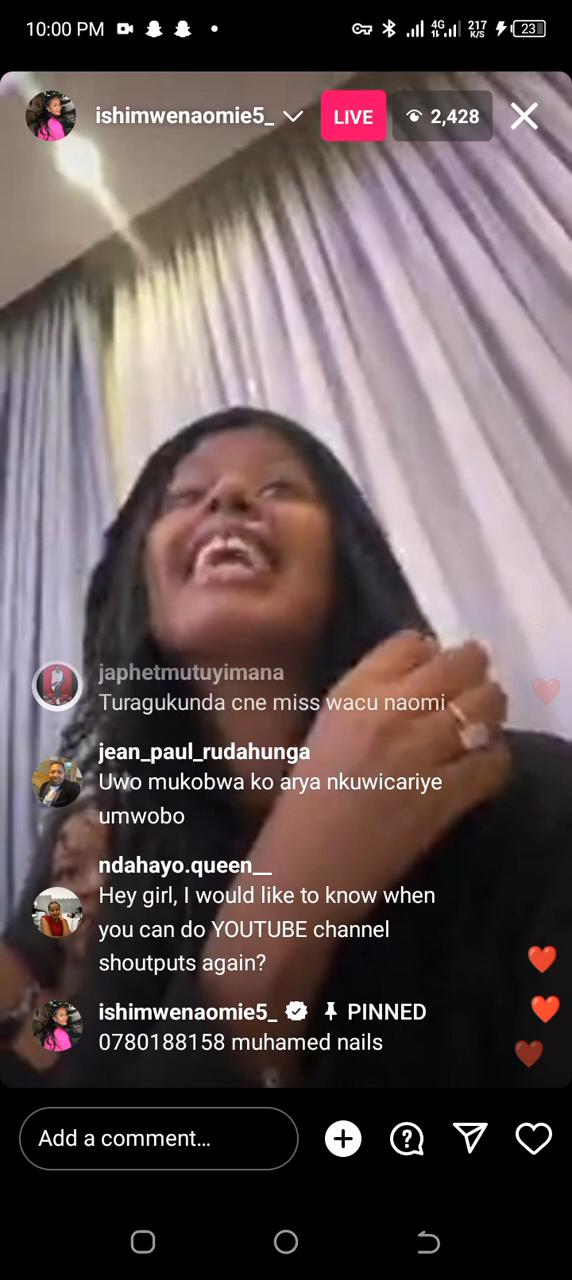 10:00 PM
4G
217
K/S
23
ishimwenaomie5_
LIVE
2,428
japhetmutuyimana
Turagukunda cne miss wacu naomi
jean_paul_rudahunga
Uwo mukobwa ko arya nkuwicariye
umwobo
ndahayo.queen__
Hey girl, I would like to know when
you can do YOUTUBE channel
shoutputs again?
ishimwenaomie5_ PINNED
0780188158 muhamed nails
Add a comment...